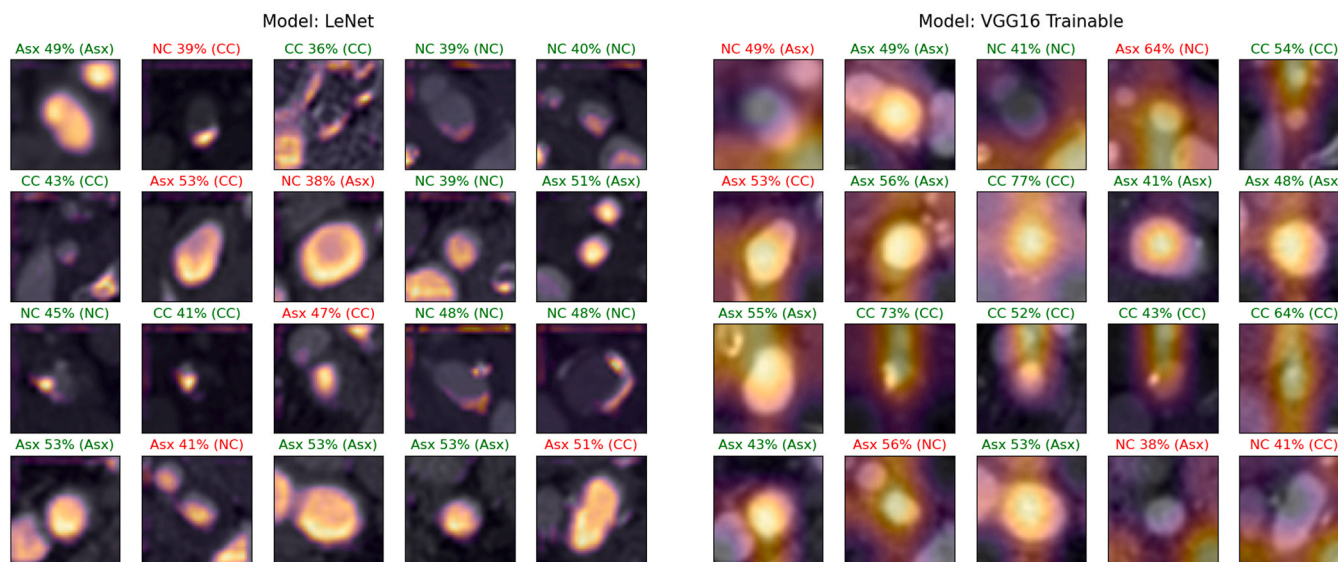 Model: LeNet
Asx 49% (Asx) NC 39% (CC) CC 36% (CC) NC 39% (NC) NC 40% (NC)
CC 43% (CC) Asx 53% (CC) NC 38% (Asx) NC 39% (NC) Asx 51% (Asx)
NC 45% (NC) CC 41% (CC) Asx 47% (CC) NC 48% (NC) NC 48% (NC)
Asx 53% (Asx) Asx 41% (NC) Asx 53% (Asx) Asx 53% (Asx) Asx 51% (CC)
Model: VGG16 Trainable
NC 49% (Asx) Asx 49% (Asx) NC 41% (NC) Asx 64% (NC) CC 54% (CC)
Asx 53% (CC) Asx 56% (Asx) CC 77% (CC) Asx 41% (Asx) Asx 48% (Asx
Asx 55% (Asx) CC 73% (CC) CC 52% (CC) CC 43% (CC) CC 64% (CC)
Asx 43% (Asx) Asx 56% (NC) Asx 53% (Asx) NC 38% (Asx) NC 41% (CC)